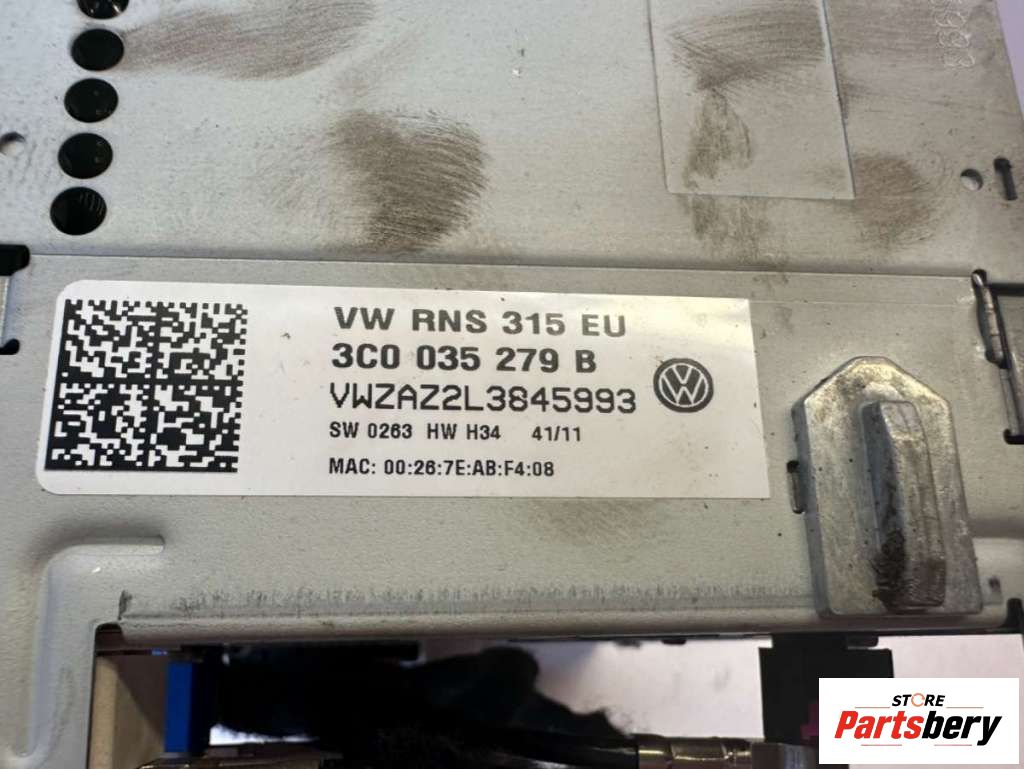 VW RNS 315 EU
3C0 035 279 B
VWZAZ2L3845993
SW 0263 HW H34 41/11
MAC: 00:26:7E:AB:F4:08
STORE
Partsbery